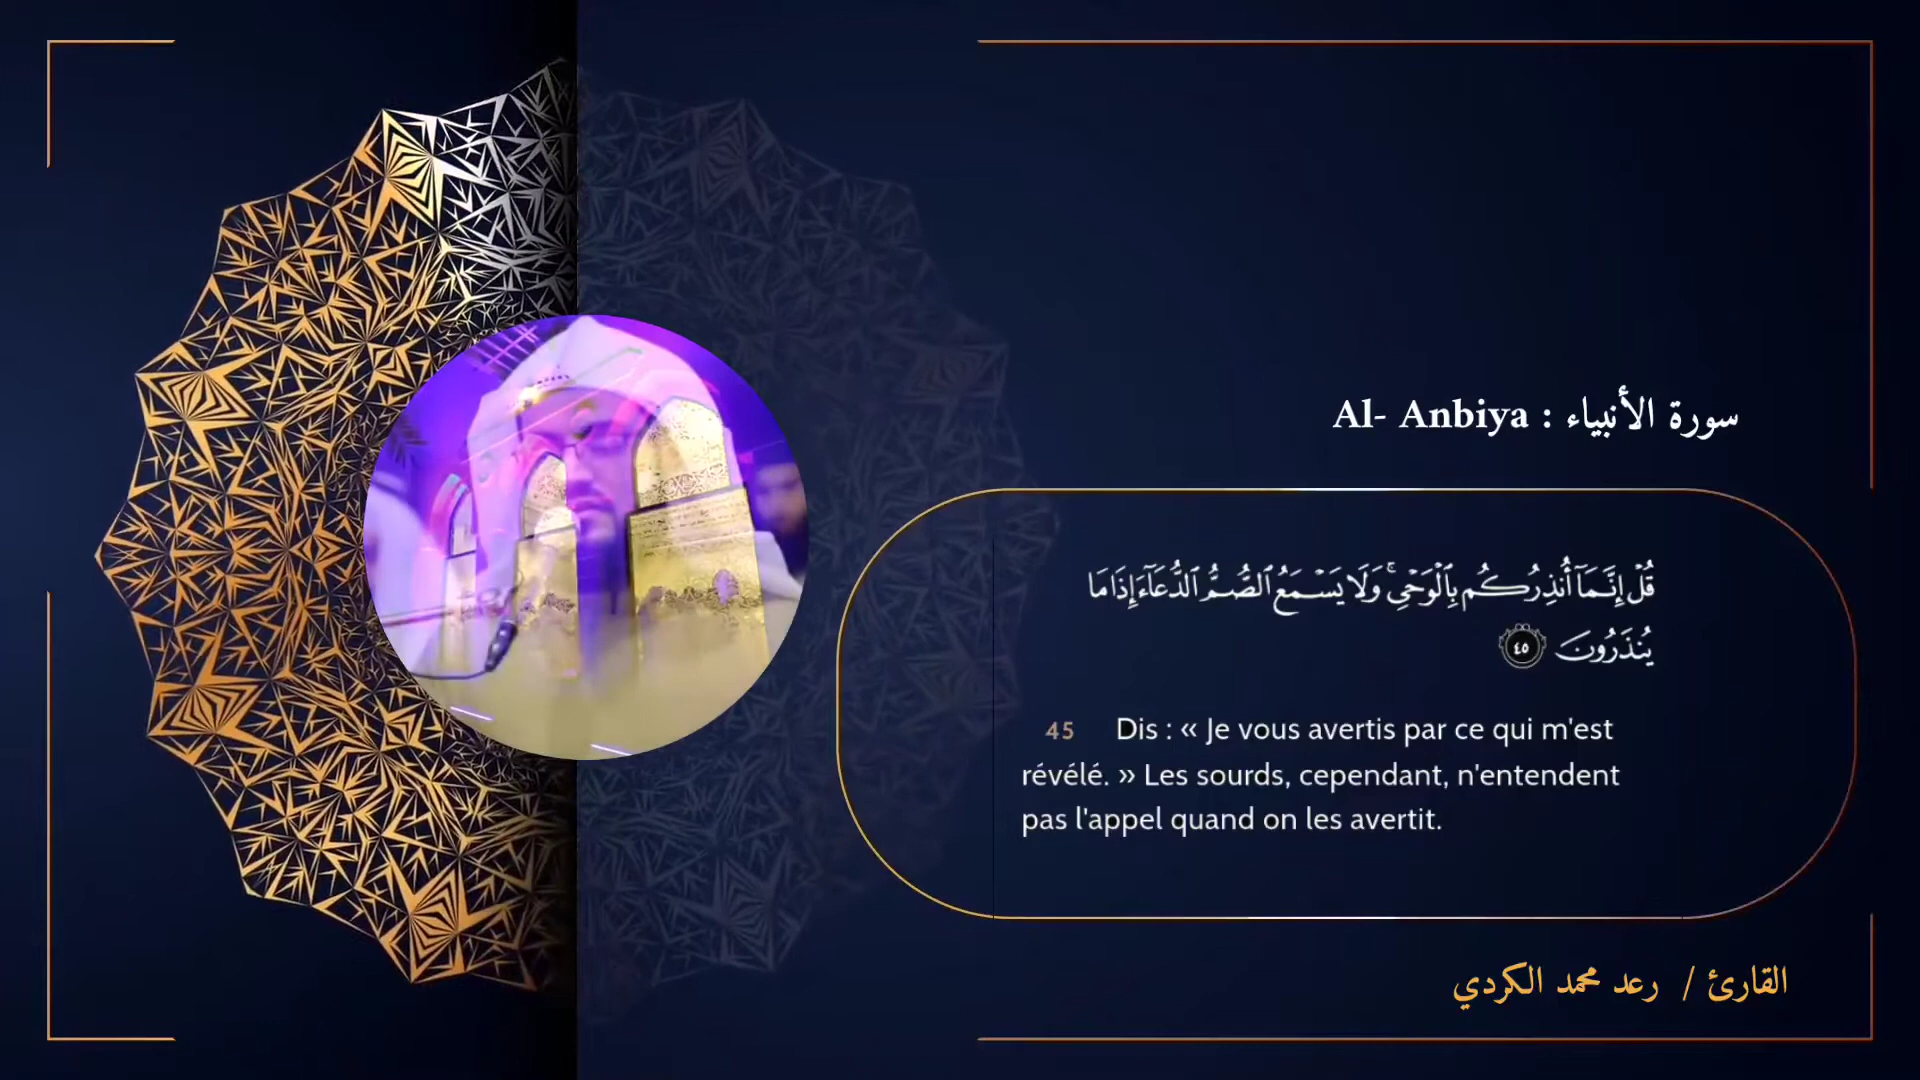 سورة الأنبياء : Al- Anbiya
قُلْ إِنَّمَآ أُنذِرُكُم بِٱلْوَحْىِ ۚ وَلَا يَسْمَعُ ٱلصُّمُّ ٱلدُّعَآءَ إِذَا مَا
يُنذَرُونَ ٤٥
45 Dis : « Je vous avertis par ce qui m'est
révélé. » Les sourds, cependant, n'entendent
pas l'appel quand on les avertit.
القارئ / رعد محمد الكردي